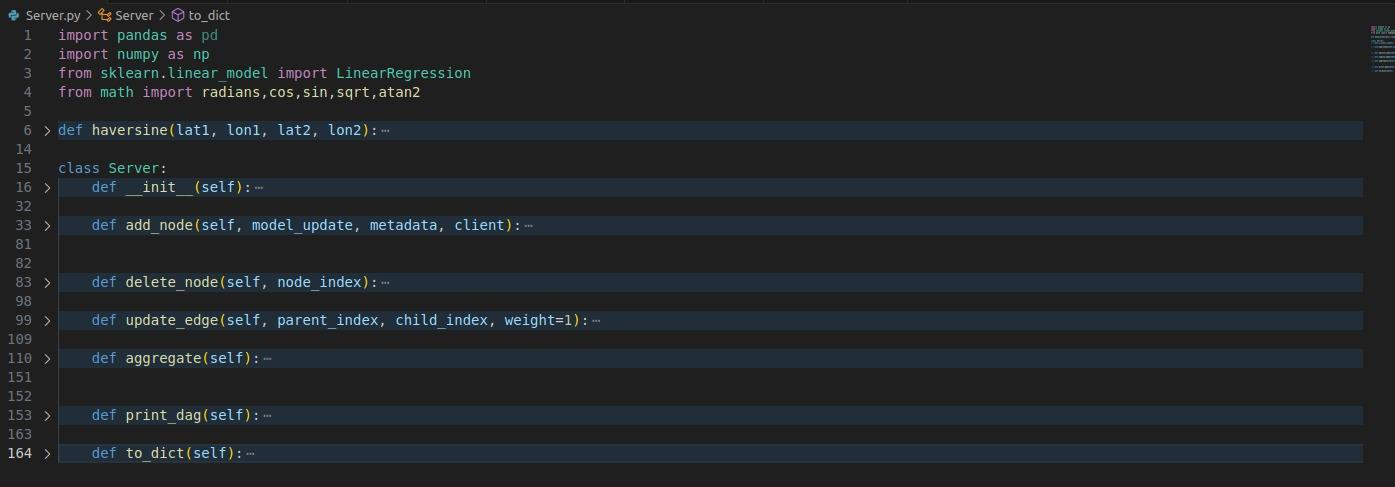 Server.py > Server > to_dict
1 import pandas as pd
2 import numpy as np
3 from sklearn.linear_model import LinearRegression
4 from math import radians,cos,sin,sqrt,atan2
5
6 > def haversine(lat1, lon1, lat2, lon2):⋯
14
15 class Server:
16 > def __init__(self):⋯
32
33 > def add_node(self, model_update, metadata, client):⋯
81
82
83 > def delete_node(self, node_index):⋯
98
99 > def update_edge(self, parent_index, child_index, weight=1):⋯
109
110 > def aggregate(self):⋯
151
152
153 > def print_dag(self):⋯
163
164 > def to_dict(self):⋯